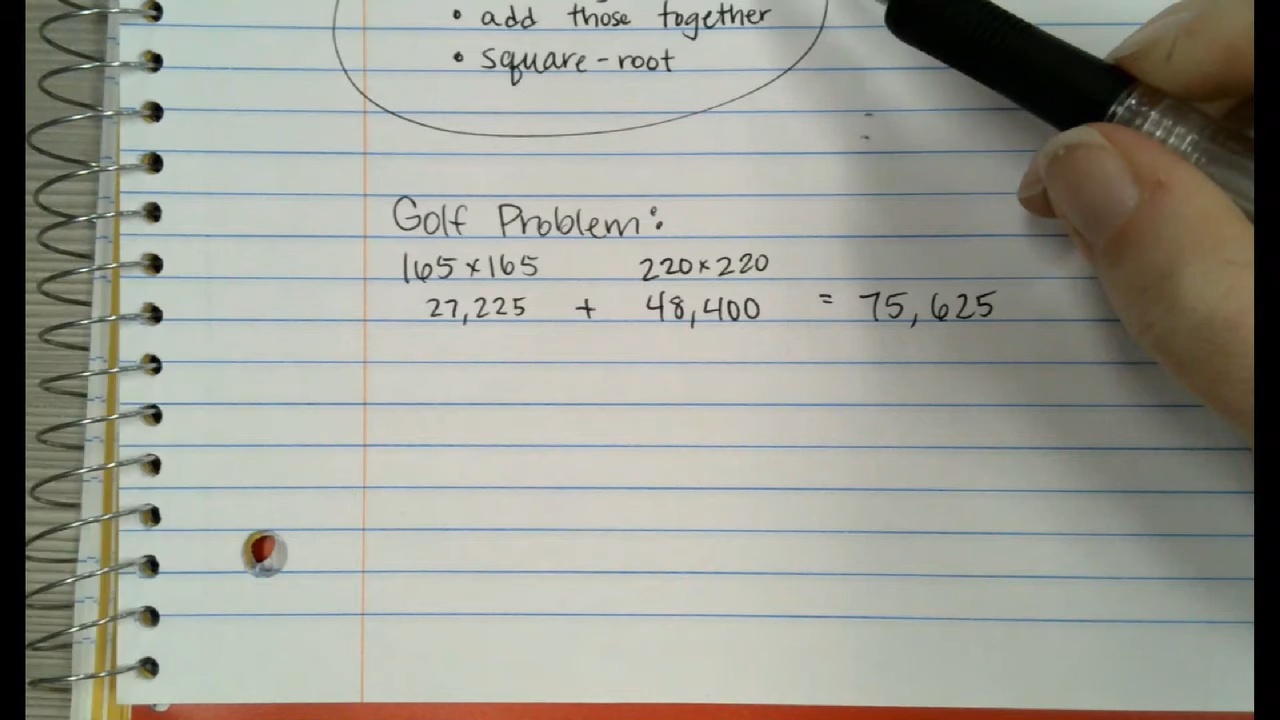 • add those together
• square-root
Golf Problem:
165×165 220×220
27,225 + 48,400 = 75,625